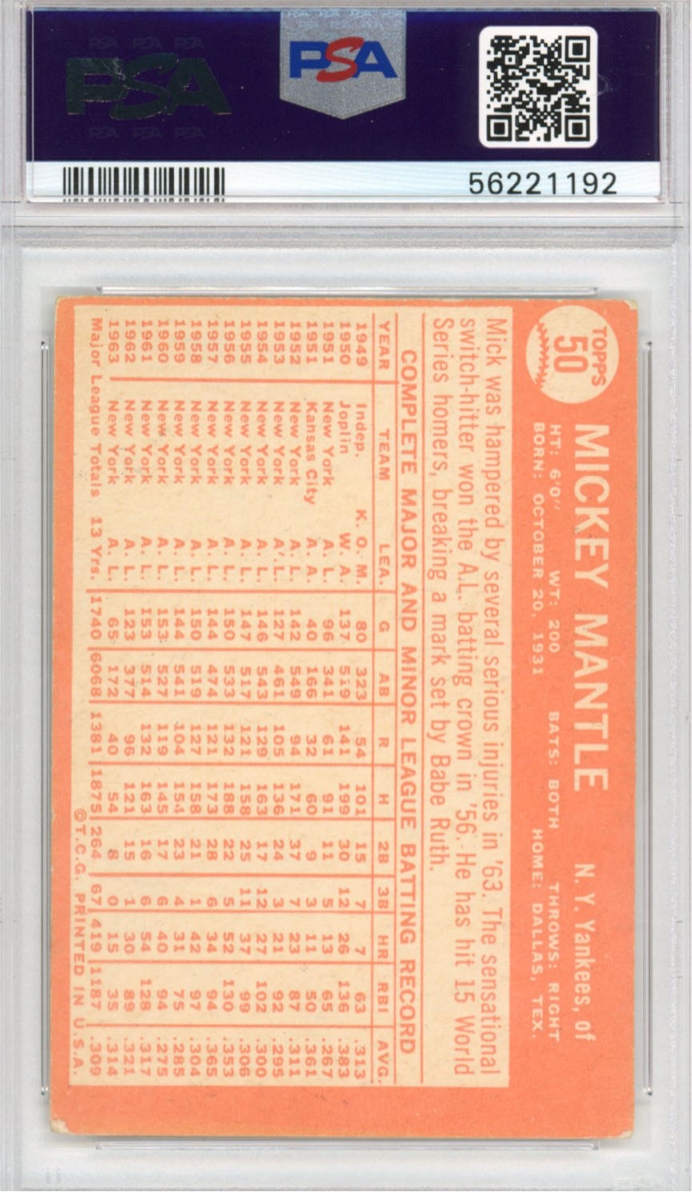 PSA PSA PSA
PSA
PSA PSA PSA
PSA
56221192
TOPPS
50
MICKEY MANTLE N. Y. Yankees, of
HT: 6'0" WT: 200 BATS: BOTH THROWS: RIGHT
BORN: OCTOBER 20, 1931 HOME: DALLAS, TEX.
Mick was hampered by several serious injuries in '63. The sensational
switch-hitter won the A.L. batting crown in '56. He has hit 15 World
Series homers, breaking a mark set by Babe Ruth.
COMPLETE MAJOR AND MINOR LEAGUE BATTING RECORD
YEAR TEAM LEA. G AB R H 2B 3B HR RBI AVG.
1949 Indep. K. O. M. 80 323 54 101 15 7 7 63 .313
1950 Joplin W. A. 137 519 141 199 30 12 26 136 .383
1951 New York A. L. 96 341 61 91 11 5 13 65 .267
1951 Kansas City A. A. 40 166 32 60 9 3 11 50 .361
1952 New York A. L. 142 549 94 171 37 7 23 87 .311
1953 New York A. L. 127 461 105 136 24 3 21 92 .295
1954 New York A. L. 146 543 129 163 17 12 27 102 .300
1955 New York A. L. 147 517 121 158 25 11 37 99 .306
1956 New York A. L. 150 533 132 188 22 5 52 130 .353
1957 New York A. L. 144 474 121 173 28 6 34 94 .365
1958 New York A. L. 150 519 127 158 21 1 42 97 .304
1959 New York A. L. 144 541 104 154 23 4 31 75 .285
1960 New York A. L. 153 527 119 145 17 6 40 94 .275
1961 New York A. L. 153 514 132 163 16 6 54 128 .317
1962 New York A. L. 123 377 96 121 15 1 30 89 .321
1963 New York A. L. 65 172 40 54 8 0 15 35 .314
Major League Totals 13 Yrs. 1740 6068 1381 1875 264 67 419 1187 .309
©T.C.G. PRINTED IN U.S.A.